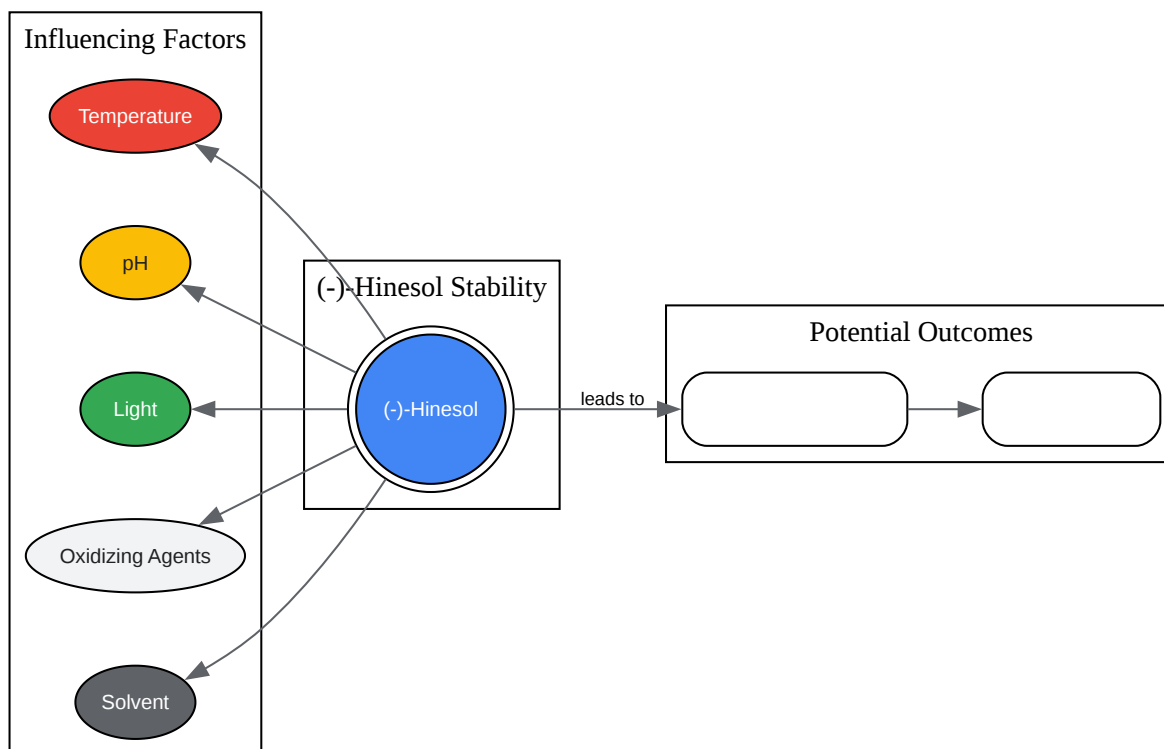 Influencing Factors
Temperature
pH
Light
Oxidizing Agents
Solvent
(-)-Hinesol Stability
(-)-Hinesol
leads to
Potential Outcomes